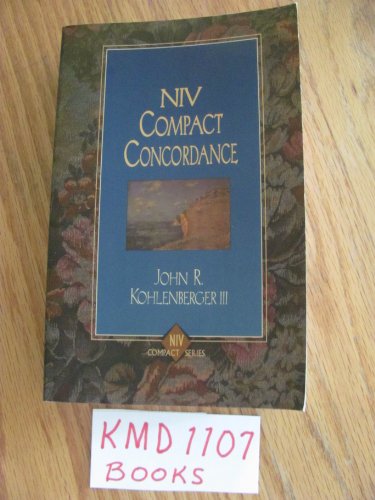 NIV
COMPACT
CONCORDANCE
JOHN R.
KOHLENBERGER III
NIV
COMPACT SERIES
KMD 1107
BOOKS